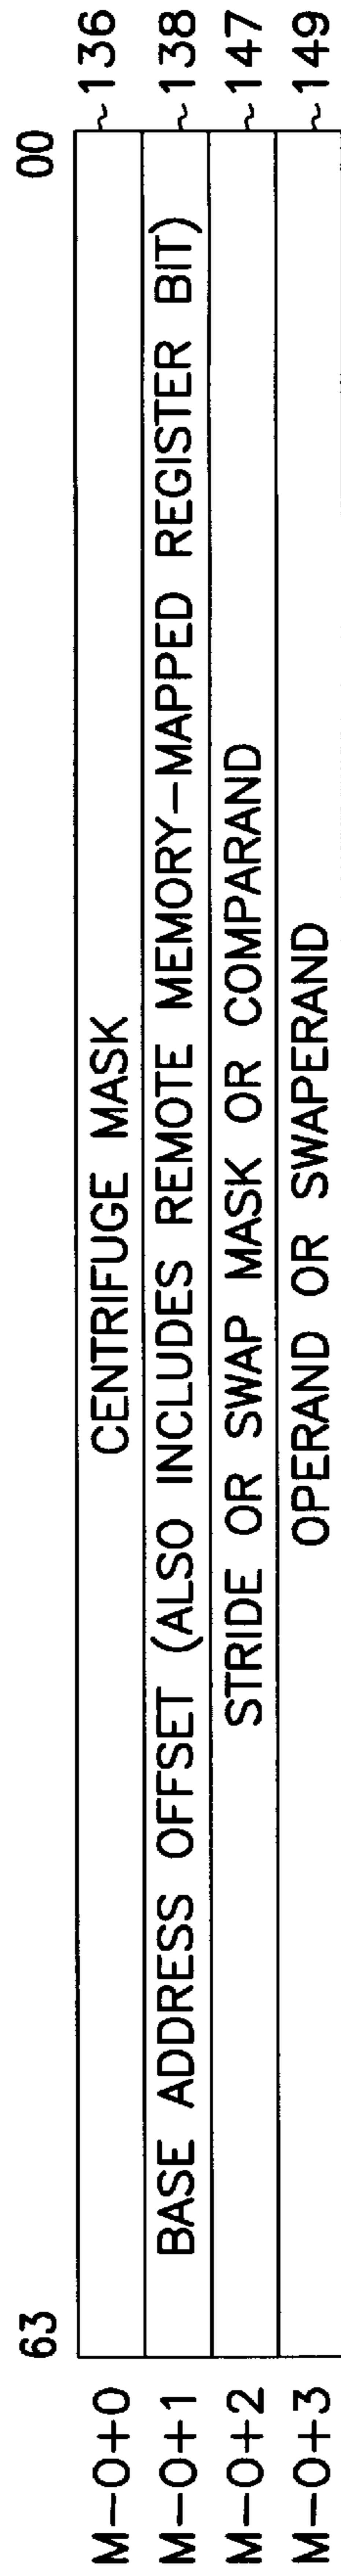 63 00
M-O+0 CENTRIFUGE MASK ~136
M-O+1 BASE ADDRESS OFFSET (ALSO INCLUDES REMOTE MEMORY-MAPPED REGISTER BIT) ~138
M-O+2 STRIDE OR SWAP MASK OR COMPARAND ~147
M-O+3 OPERAND OR SWAPERAND ~149